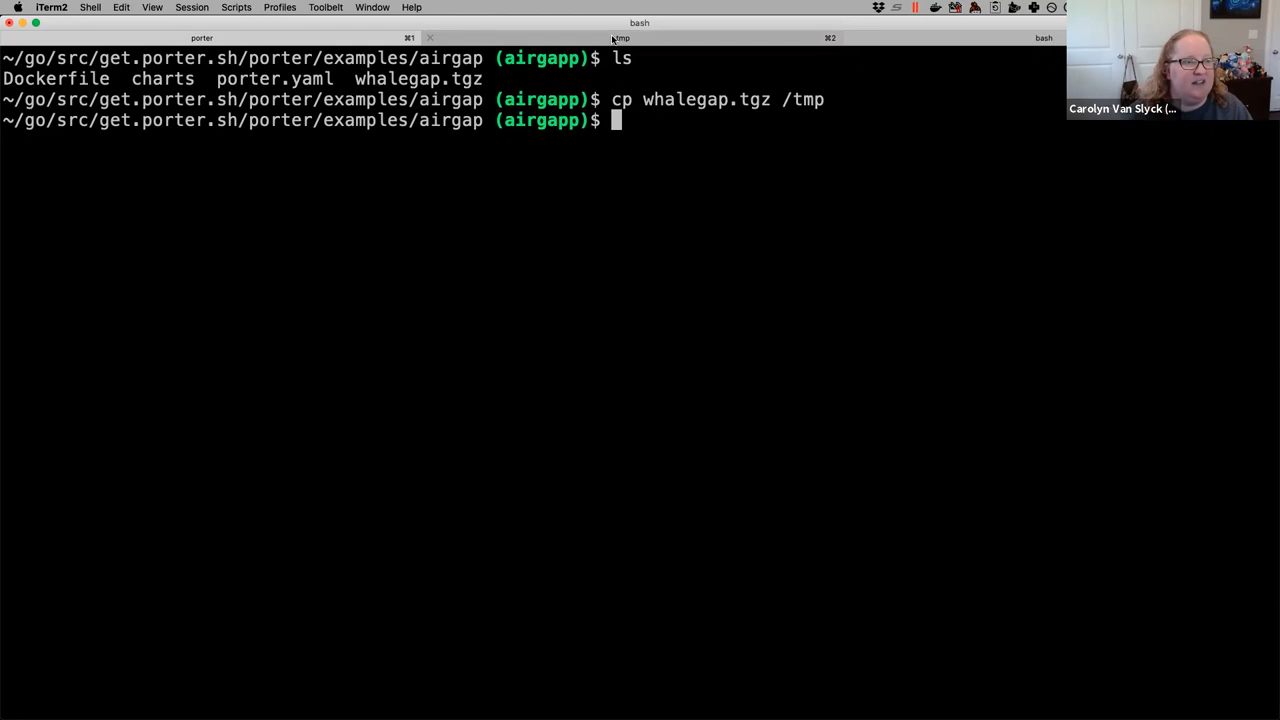 iTerm2 Shell Edit View Session Scripts Profiles Toolbelt Window Help
bash
porter ⌘1 tmp ⌘2 bash
~/go/src/get.porter.sh/porter/examples/airgap (airgapp)$ ls
Dockerfile charts porter.yaml whalegap.tgz
~/go/src/get.porter.sh/porter/examples/airgap (airgapp)$ cp whalegap.tgz /tmp
~/go/src/get.porter.sh/porter/examples/airgap (airgapp)$
Carolyn Van Slyck (...